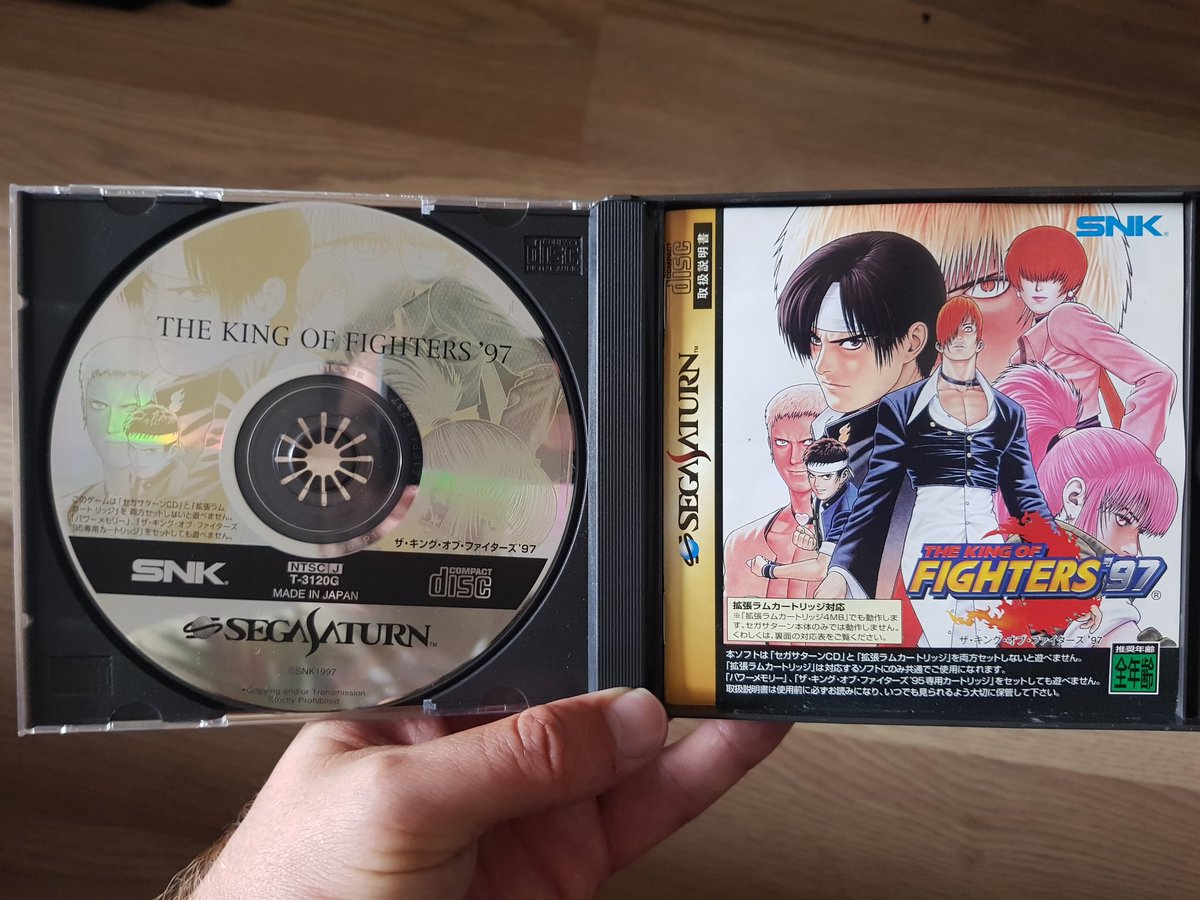 THE KING OF FIGHTERS '97
このゲームは「セガサターンCD」と「拡張ラム
カートリッジ」を両方セットしないと遊べません。
「パワーメモリー」、「ザ・キング・オブ・ファイターズ
'95専用カートリッジ」をセットしても遊べません。
ザ・キング・オブ・ファイターズ'97
SNK®
NTSC J
T-3120G
MADE IN JAPAN
COMPACT
disc
SEGA SATURN™
©SNK1997
•Copying and/or Transmission
Strictly Prohibited.
COMPACT
disc
DIGITAL AUDIO
COMPACT
disc
取扱説明書
SEGA SATURN™
SNK®
THE KING OF
FIGHTERS '97®
ザ・キング・オブ・ファイターズ'97
拡張ラムカートリッジ対応
※「拡張ラムカートリッジ4MB」でも動作しま
す。セガサターン本体のみでは動作しません。
くわしくは、裏面の対応表をご覧ください。
本ソフトは「セガサターンCD」と「拡張ラムカートリッジ」を両方セットしないと遊べません。
「拡張ラムカートリッジ」は対応するソフトにのみ共通でご使用になれます。
「パワーメモリー」、「ザ・キング・オブ・ファイターズ'95専用カートリッジ」をセットしても遊べません。
取扱説明書は使用前に必ずお読みになり、いつでも見られるよう大切に保管して下さい。
推奨年齢
全年齢